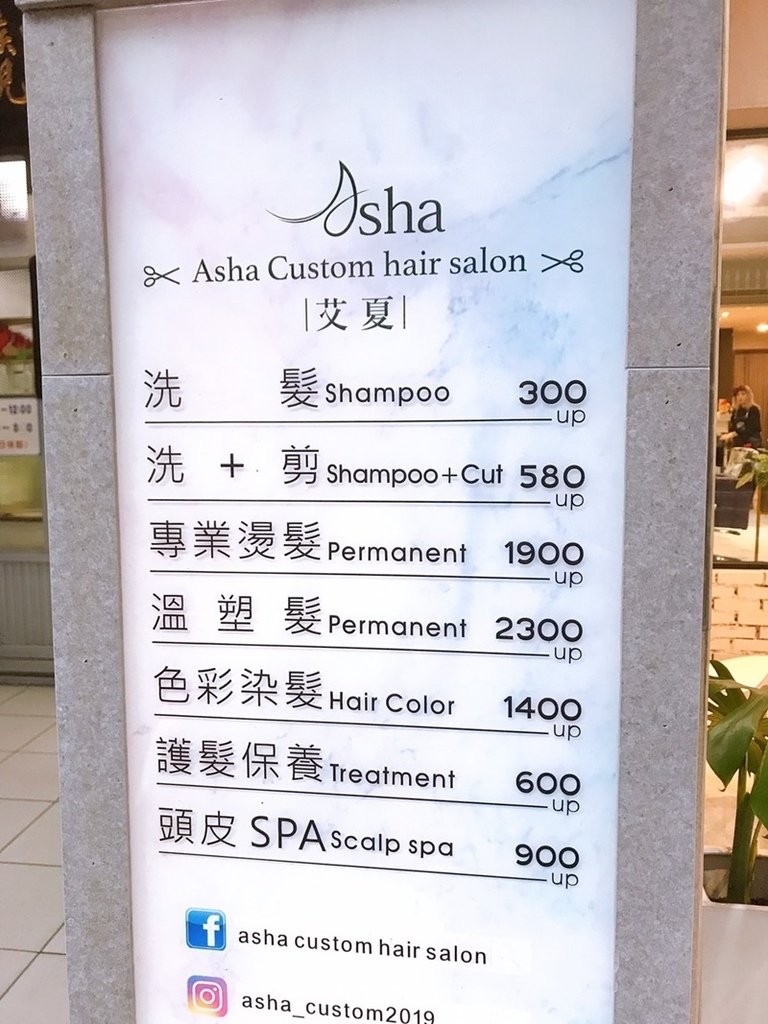 Asha
Asha Custom hair salon
|艾夏|
洗髮 Shampoo 300 up
洗+剪 Shampoo+Cut 580 up
專業燙髮 Permanent 1900 up
溫塑髮 Permanent 2300 up
色彩染髮 Hair Color 1400 up
護髮保養 Treatment 600 up
頭皮SPA Scalp spa 900 up
asha custom hair salon
asha_custom2019